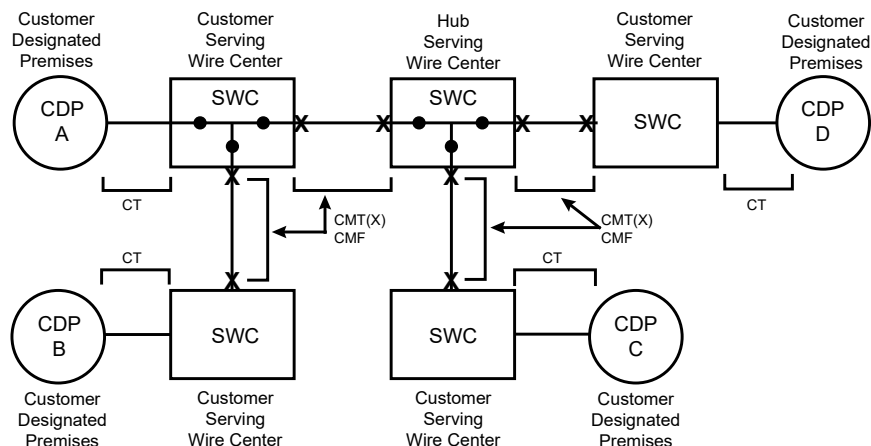 Customer
Designated
Premises
Customer
Serving
Wire Center
Hub
Serving
Wire Center
Customer
Serving
Wire Center
Customer
Designated
Premises
CDP
A
SWC
SWC
SWC
CDP
D
X
X
X
X
X
X
CT
CMT(X)
CMF
CMT(X)
CMF
CT
CT
CT
X
X
CDP
B
SWC
SWC
CDP
C
Customer
Designated
Premises
Customer
Serving
Wire Center
Customer
Serving
Wire Center
Customer
Designated
Premises